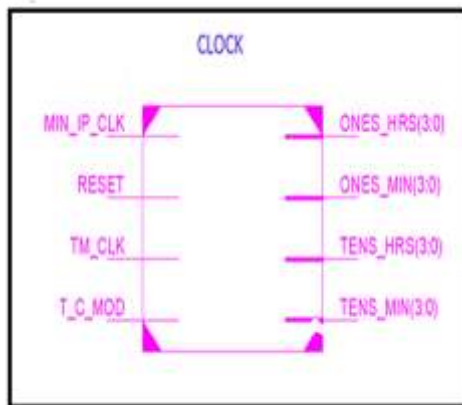 CLOCK
MIN_IP_CLK
ONES_HRS(3:0)
RESET
ONES_MIN(3:0)
TM_CLK
TENS_HRS(3:0)
T_C_MOD
TENS_MIN(3:0)